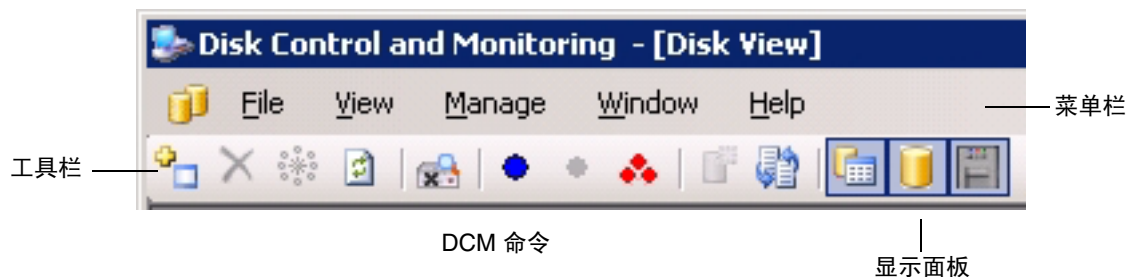 Disk Control and Monitoring - [Disk View]
File View Manage Window Help
菜单栏
工具栏
DCM 命令
显示面板